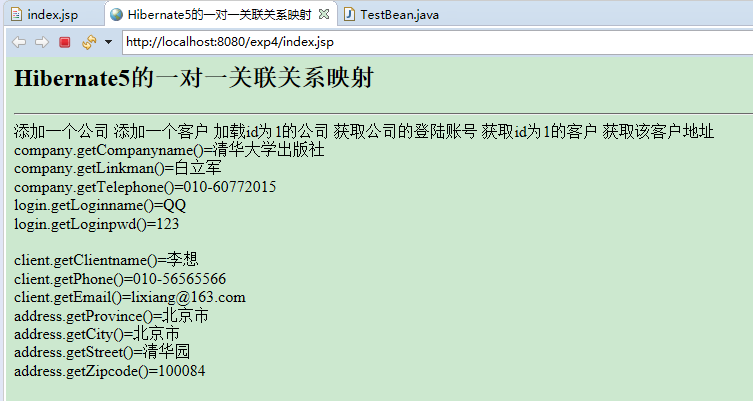 index.jsp Hibernate5的一对一关联关系映射 TestBean.java
http://localhost:8080/exp4/index.jsp
Hibernate5的一对一关联关系映射
添加一个公司 添加一个客户 加载id为1的公司 获取公司的登陆账号 获取id为1的客户 获取该客户地址
company.getCompanyname()=清华大学出版社
company.getLinkman()=白立军
company.getTelephone()=010-60772015
login.getLoginname()=QQ
login.getLoginpwd()=123
client.getClientname()=李想
client.getPhone()=010-56565566
client.getEmail()=lixiang@163.com
address.getProvince()=北京市
address.getCity()=北京市
address.getStreet()=清华园
address.getZipcode()=100084